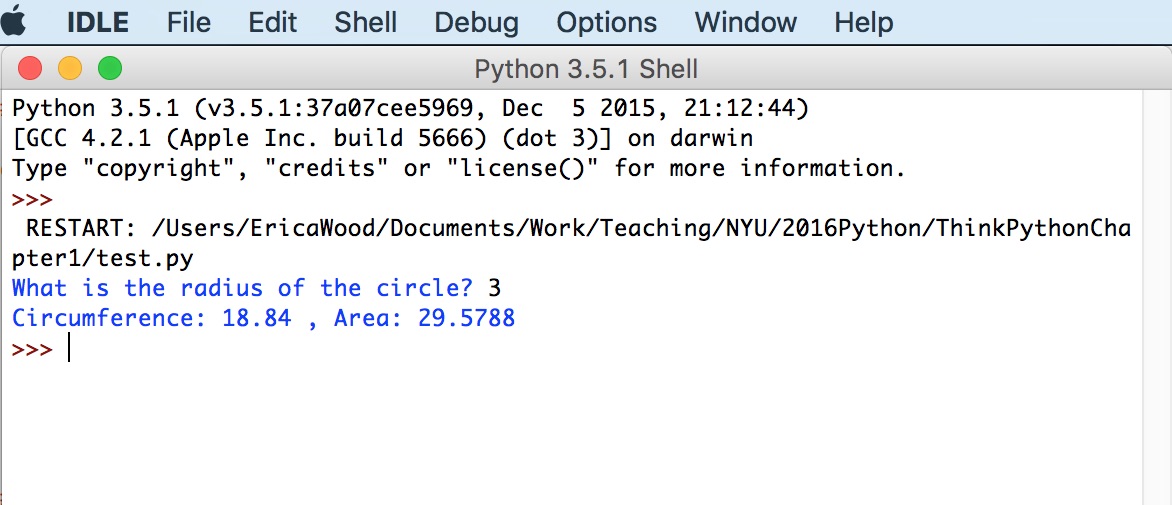 IDLE File Edit Shell Debug Options Window Help
Python 3.5.1 Shell
Python 3.5.1 (v3.5.1:37a07cee5969, Dec  5 2015, 21:12:44)
[GCC 4.2.1 (Apple Inc. build 5666) (dot 3)] on darwin
Type "copyright", "credits" or "license()" for more information.
>>>
 RESTART: /Users/EricaWood/Documents/Work/Teaching/NYU/2016Python/ThinkPythonCha
pter1/test.py
What is the radius of the circle? 3
Circumference: 18.84 , Area: 29.5788
>>>